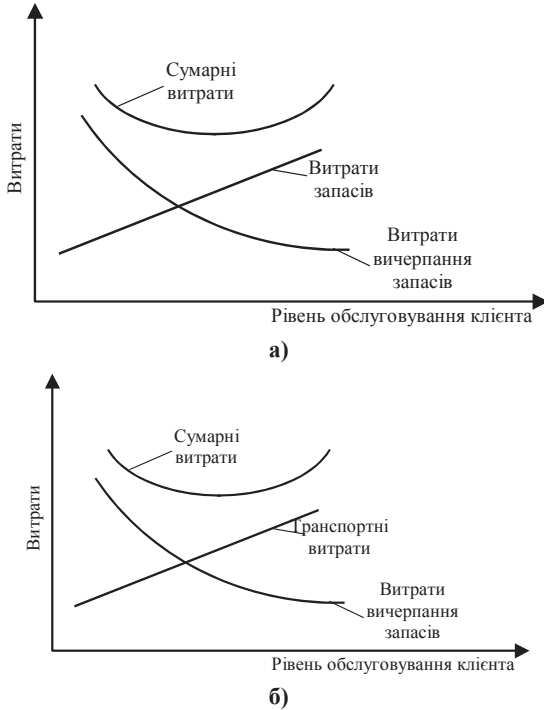 Витрати
Сумарні
витрати
Витрати
запасів
Витрати
вичерпання
запасів
Рівень обслуговування клієнта
а)
Витрати
Сумарні
витрати
Транспортні
витрати
Витрати
вичерпання
запасів
Рівень обслуговування клієнта
б)